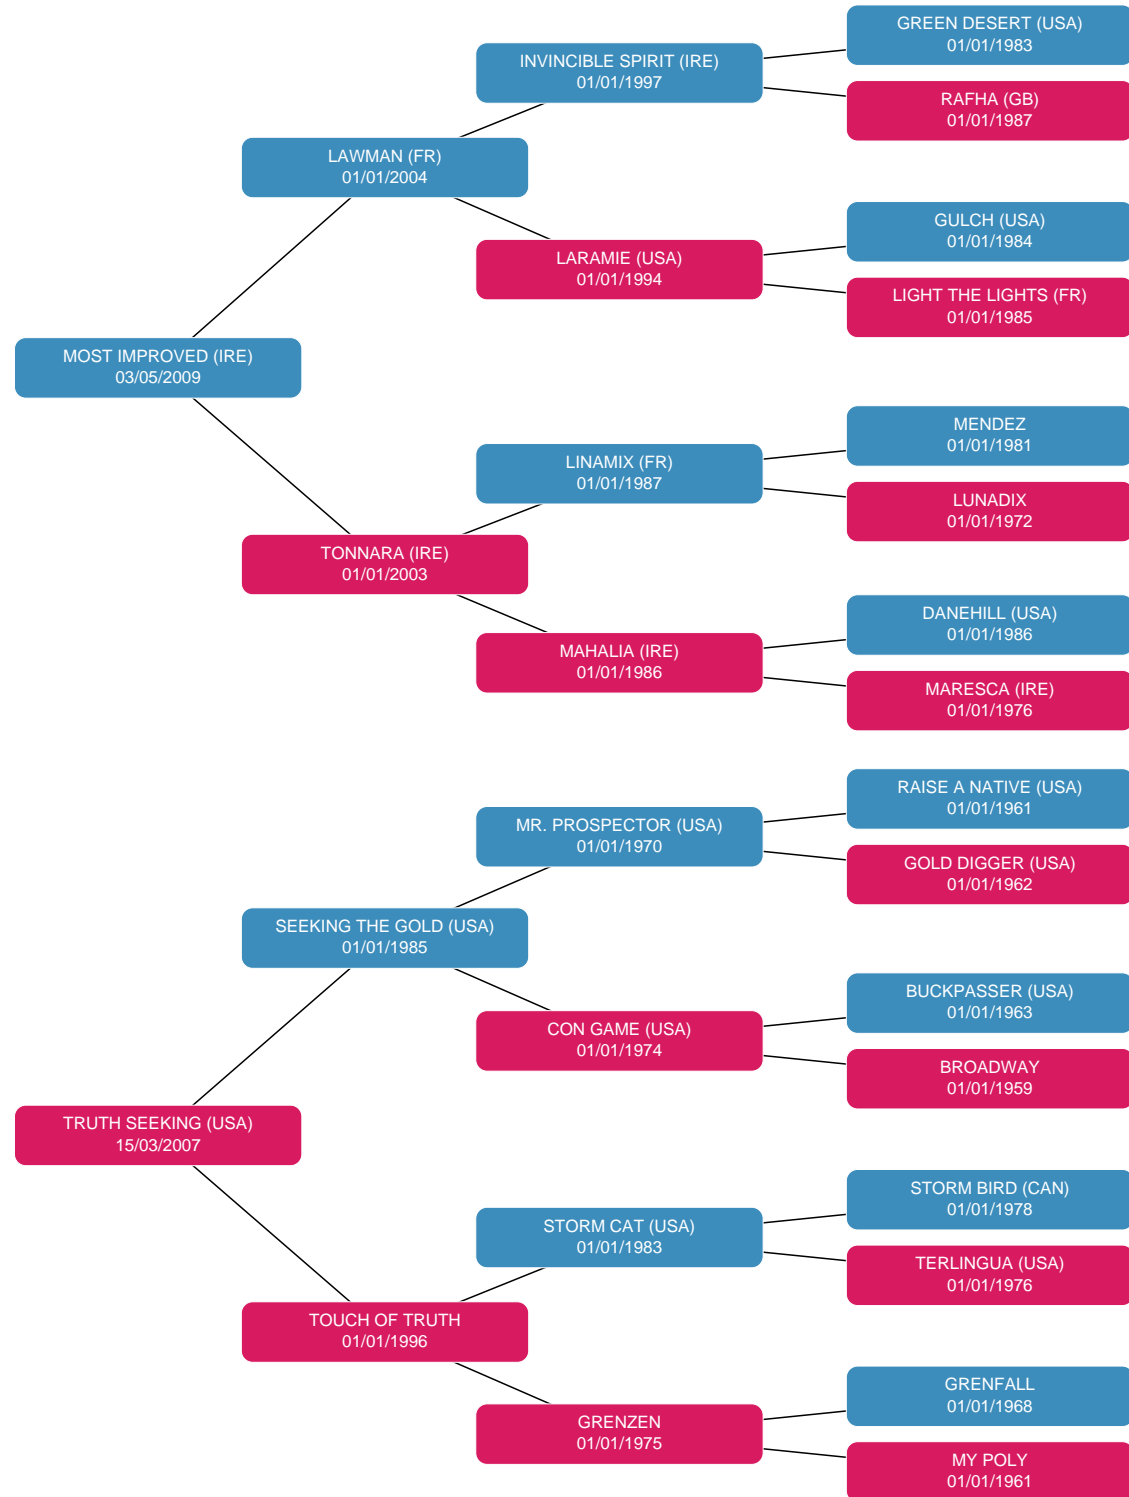 GREEN DESERT (USA)
01/01/1983
INVINCIBLE SPIRIT (IRE)
01/01/1997
RAFHA (GB)
01/01/1987
LAWMAN (FR)
01/01/2004
GULCH (USA)
01/01/1984
LARAMIE (USA)
01/01/1994
LIGHT THE LIGHTS (FR)
01/01/1985
MOST IMPROVED (IRE)
03/05/2009
MENDEZ
01/01/1981
LINAMIX (FR)
01/01/1987
LUNADIX
01/01/1972
TONNARA (IRE)
01/01/2003
DANEHILL (USA)
01/01/1986
MAHALIA (IRE)
01/01/1986
MARESCA (IRE)
01/01/1976
RAISE A NATIVE (USA)
01/01/1961
MR. PROSPECTOR (USA)
01/01/1970
GOLD DIGGER (USA)
01/01/1962
SEEKING THE GOLD (USA)
01/01/1985
BUCKPASSER (USA)
01/01/1963
CON GAME (USA)
01/01/1974
BROADWAY
01/01/1959
TRUTH SEEKING (USA)
15/03/2007
STORM BIRD (CAN)
01/01/1978
STORM CAT (USA)
01/01/1983
TERLINGUA (USA)
01/01/1976
TOUCH OF TRUTH
01/01/1996
GRENFALL
01/01/1968
GRENZEN
01/01/1975
MY POLY
01/01/1961